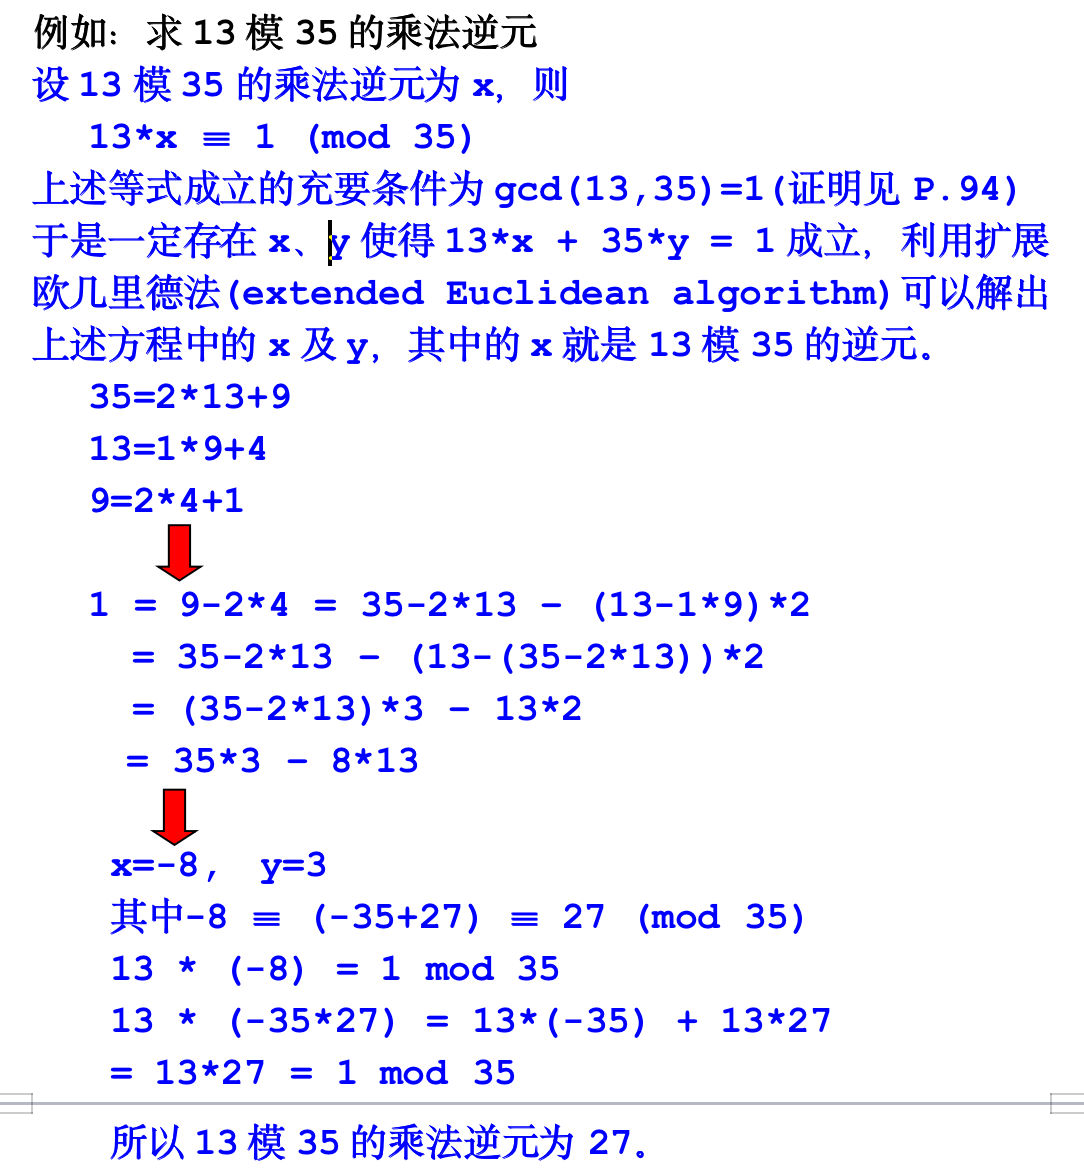 例如：求 13 模 35 的乘法逆元
设 13 模 35 的乘法逆元为 x，则
13*x ≡ 1 (mod 35)
上述等式成立的充要条件为 gcd(13,35)=1(证明见 P.94)
于是一定存在 x、y 使得 13*x + 35*y = 1 成立，利用扩展
欧几里德法(extended Euclidean algorithm)可以解出
上述方程中的 x 及 y，其中的 x 就是 13 模 35 的逆元。
35=2*13+9
13=1*9+4
9=2*4+1
1 = 9-2*4 = 35-2*13 – (13-1*9)*2
= 35-2*13 – (13-(35-2*13))*2
= (35-2*13)*3 – 13*2
= 35*3 – 8*13
x=-8, y=3
其中-8 ≡ (-35+27) ≡ 27 (mod 35)
13 * (-8) = 1 mod 35
13 * (-35*27) = 13*(-35) + 13*27
= 13*27 = 1 mod 35
所以 13 模 35 的乘法逆元为 27。